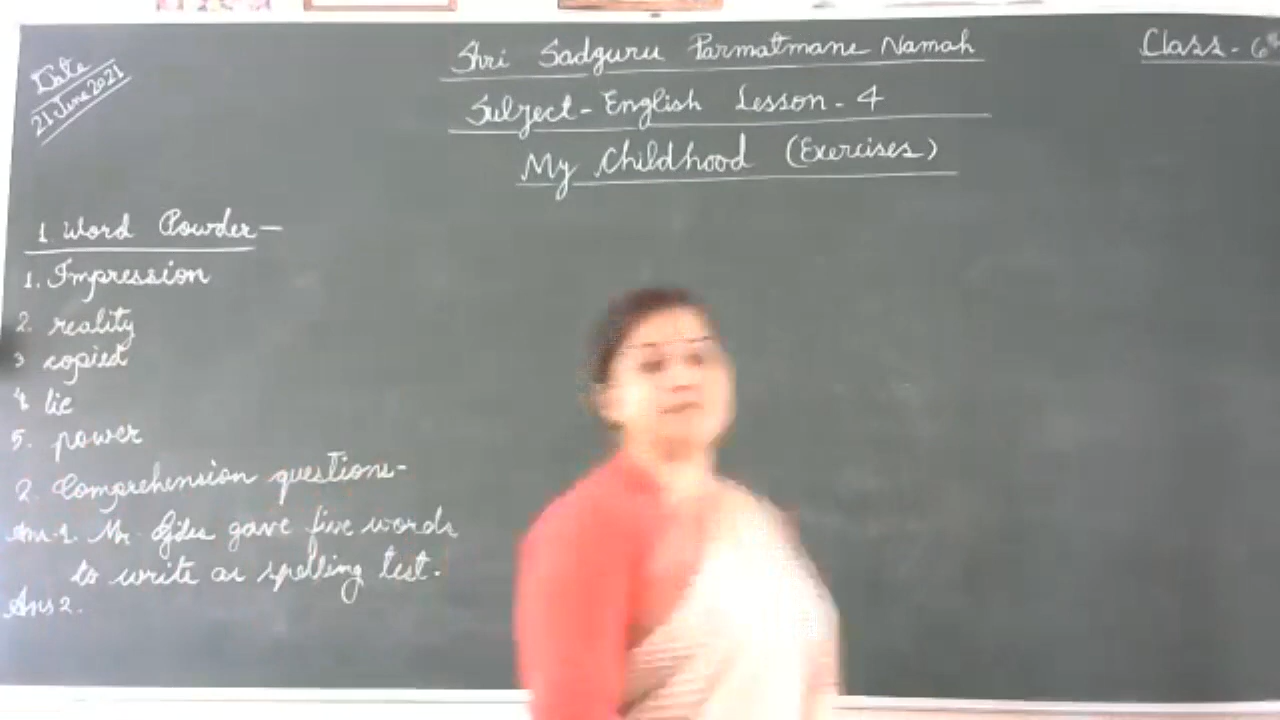 Date
21 June 2021
Shri Sadguru Parmatmane Namah
Class - 6th
Subject - English Lesson - 4
My Childhood (Exercises)
1 Word Powder -
1. Impression
2. reality
3 copied
4. lie
5. power
2. Comprehension questions -
Ans. 1. Mr. gave five words
to write as spelling test.
Ans 2.